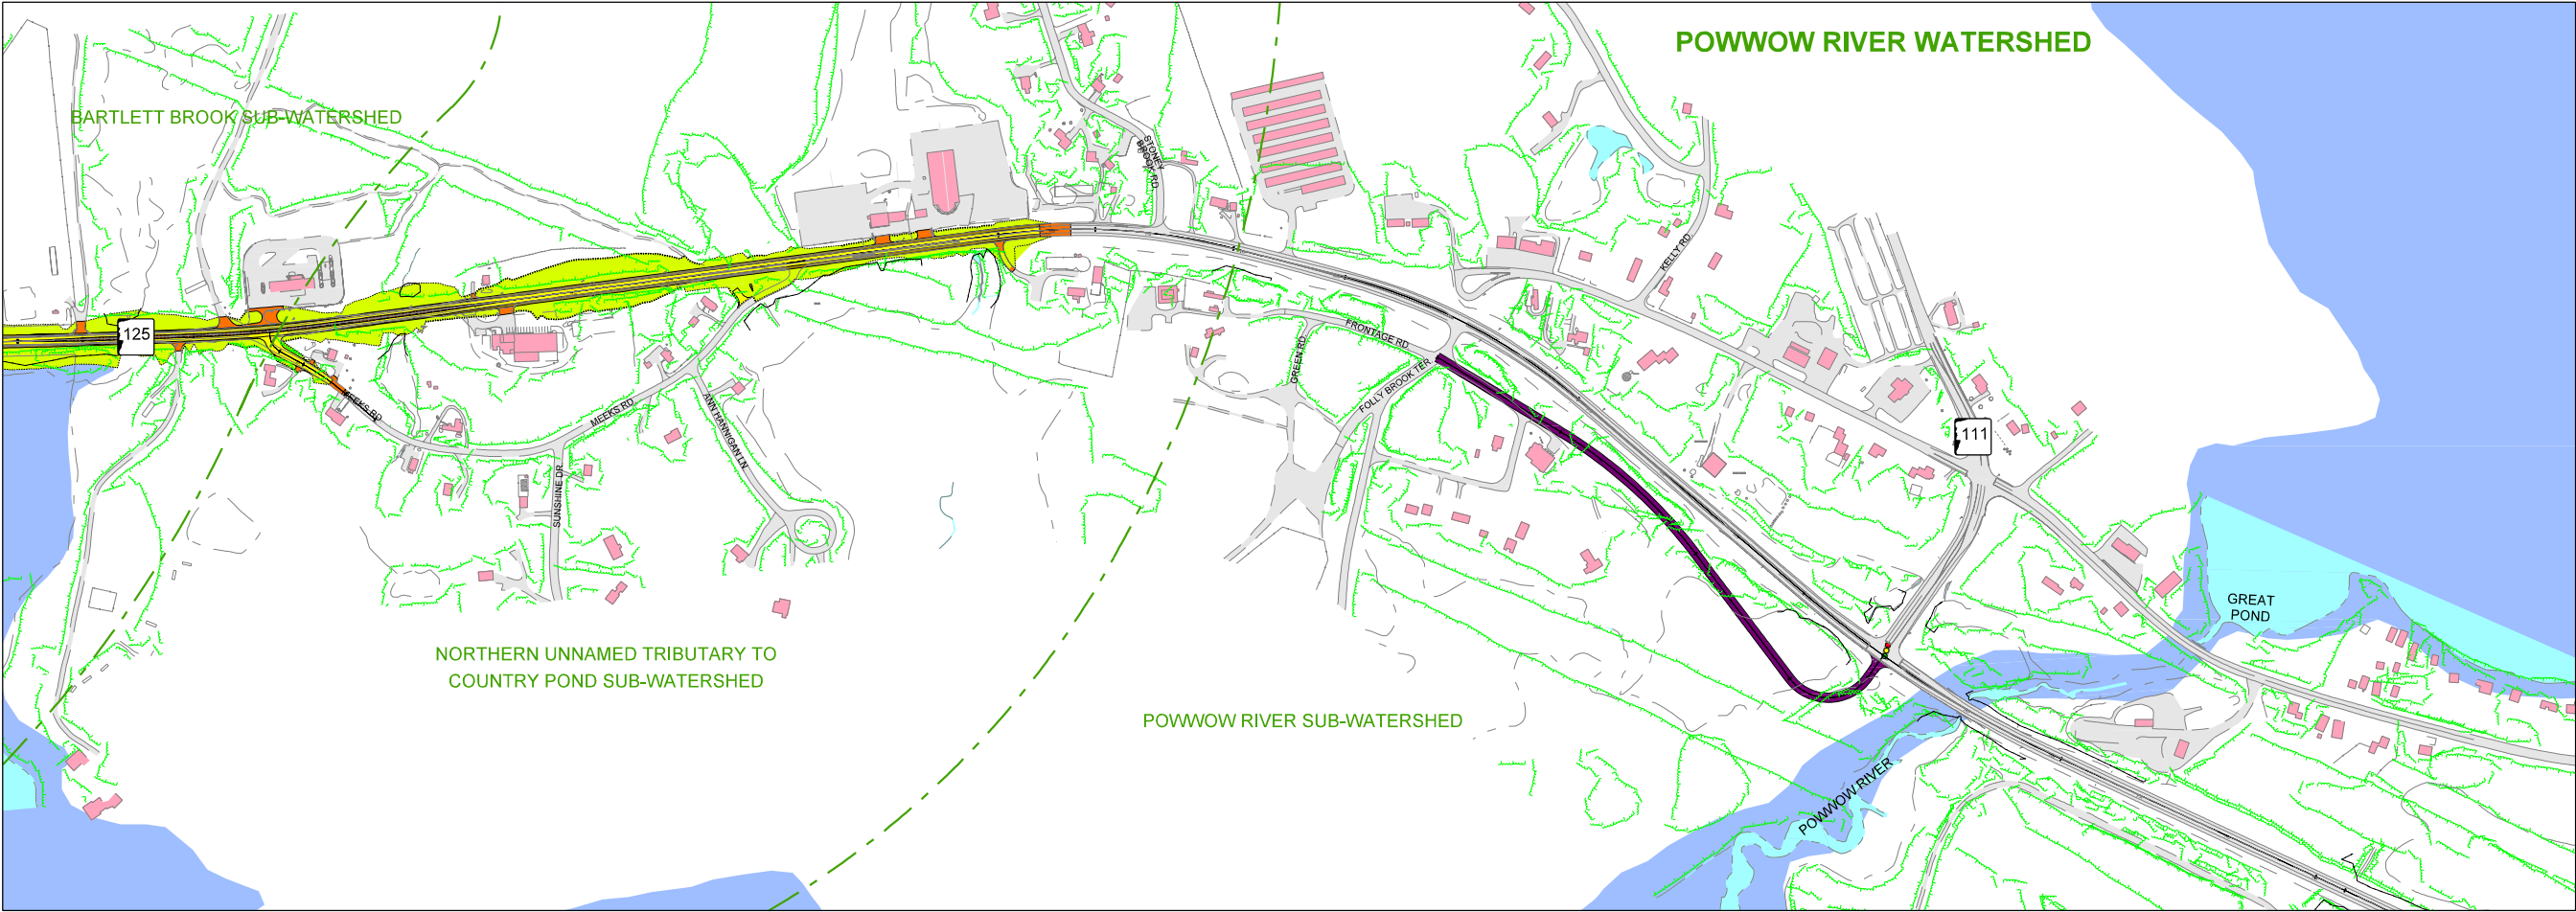 POWWOW RIVER WATERSHED
BARTLETT BROOK SUB-WATERSHED
STONEY
BROOK RD
KELLY RD
125
FRONTAGE RD
GREEN RD
FOLLY BROOK TER
MEEKS RD
MEEKS RD
ANN HANNIGAN LN
111
SUNSHINE DR
GREAT
POND
NORTHERN UNNAMED TRIBUTARY TO
COUNTRY POND SUB-WATERSHED
POWWOW RIVER SUB-WATERSHED
POWWOW RIVER